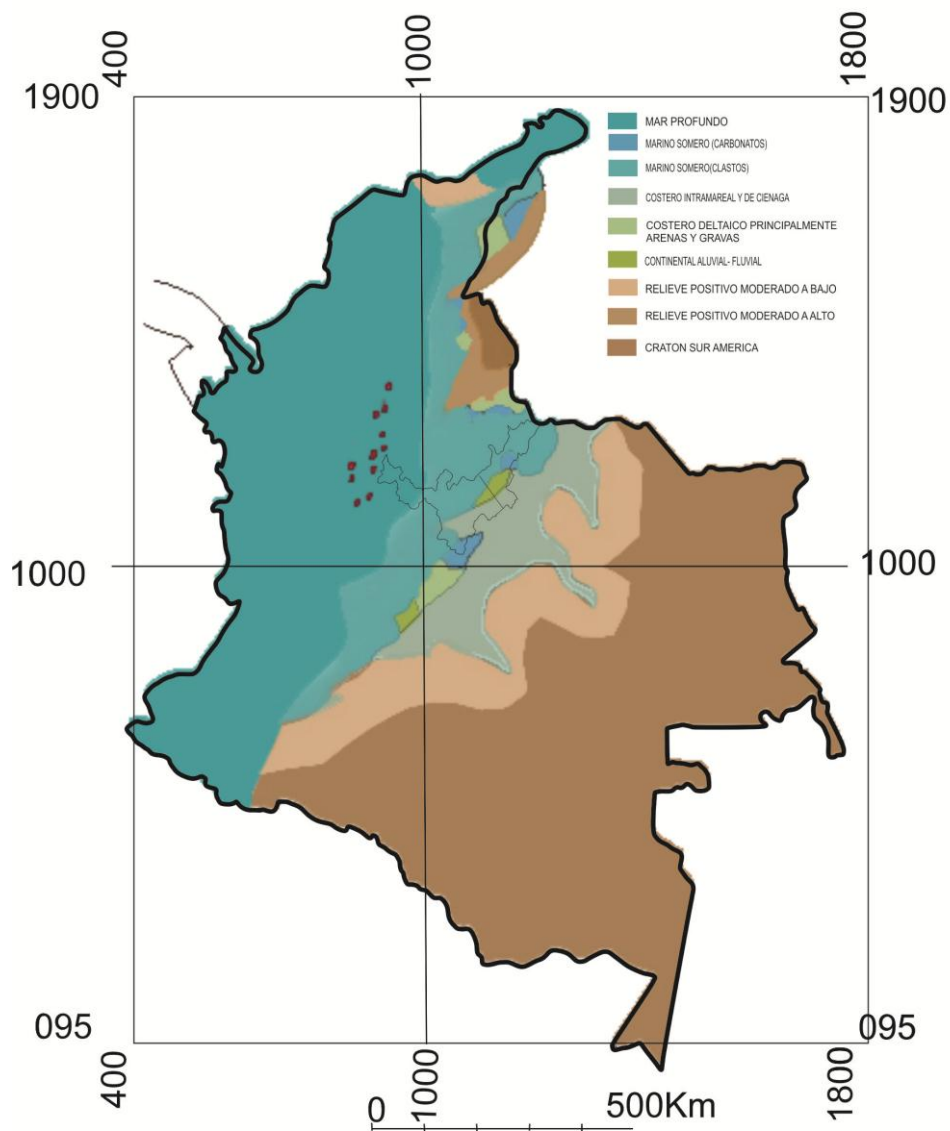 400
1000
1800
1900
1900
MAR PROFUNDO
MARINO SOMERO (CARBONATOS)
MARINO SOMERO(CLASTOS)
COSTERO INTRAMAREAL Y DE CIENAGA
COSTERO DELTAICO PRINCIPALMENTE
ARENAS Y GRAVAS
CONTINENTAL ALUVIAL- FLUVIAL
RELIEVE POSITIVO MODERADO A BAJO
RELIEVE POSITIVO MODERADO A ALTO
CRATON SUR AMERICA
1000
1000
095
095
400
1000
1800
0
500Km